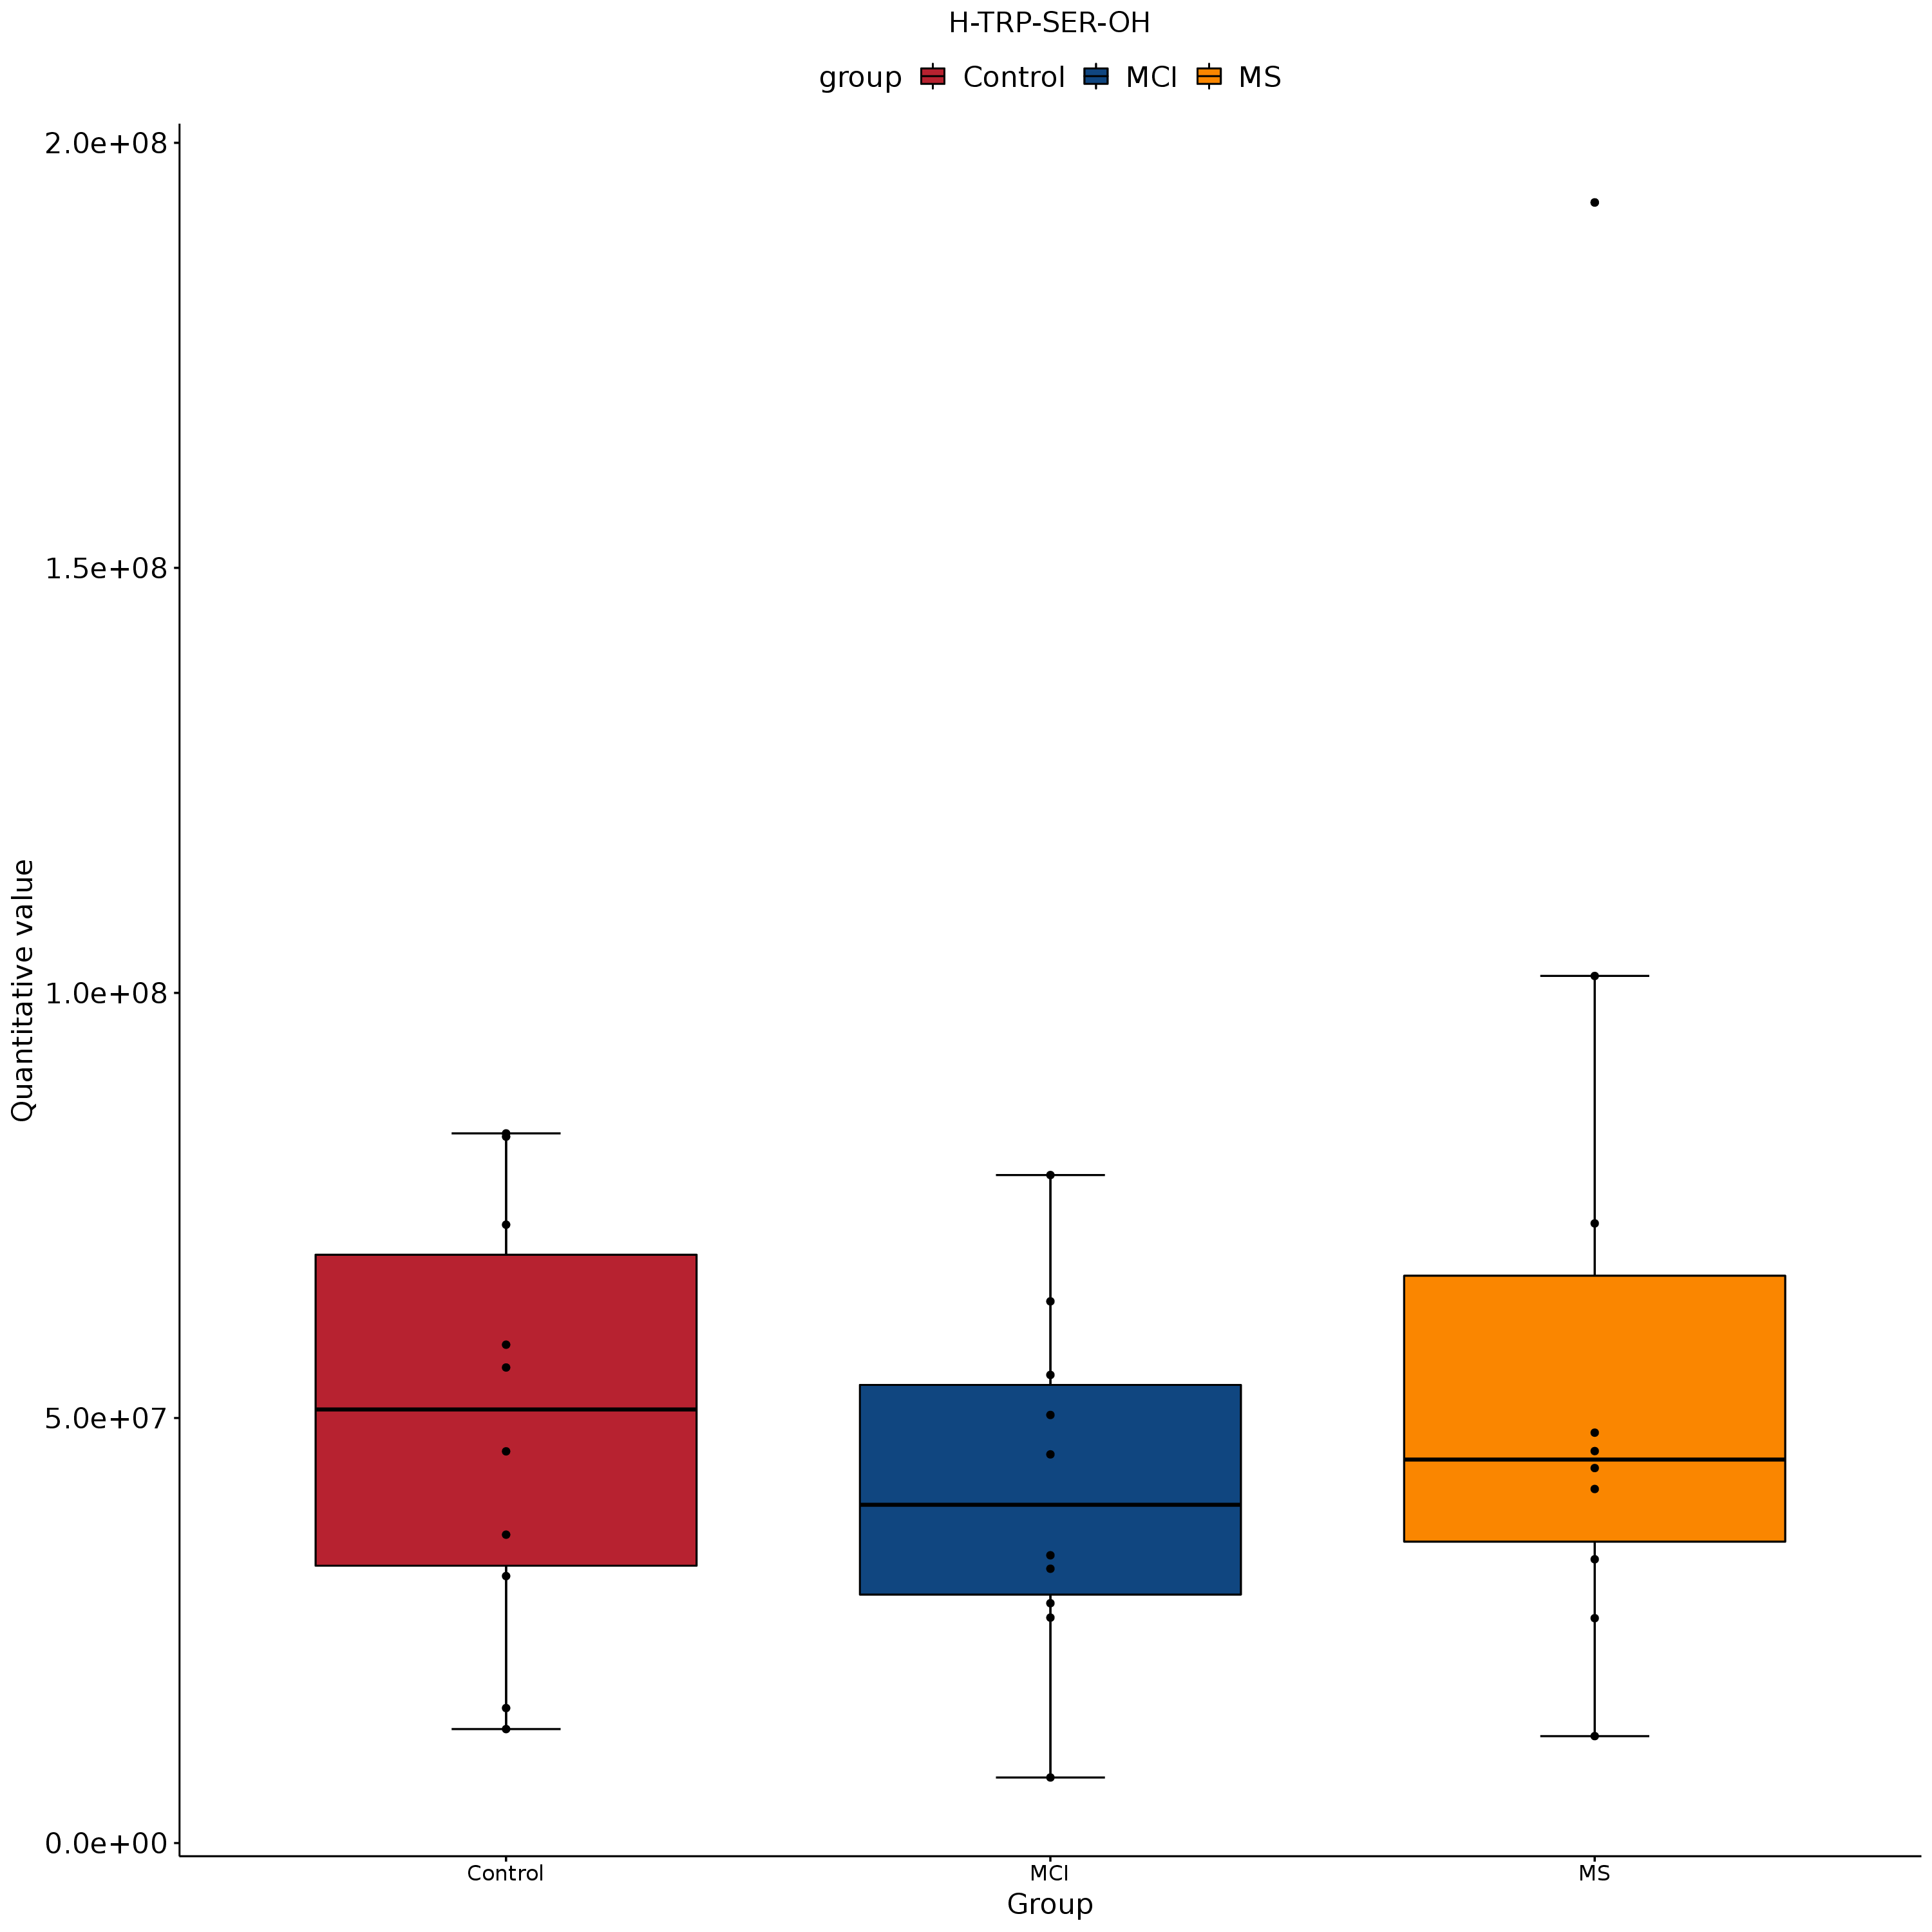 H-TRP-SER-OH
group Control MCI MS
Quantitative value
2.0e+08
1.5e+08
1.0e+08
5.0e+07
0.0e+00
Control MCI MS
Group